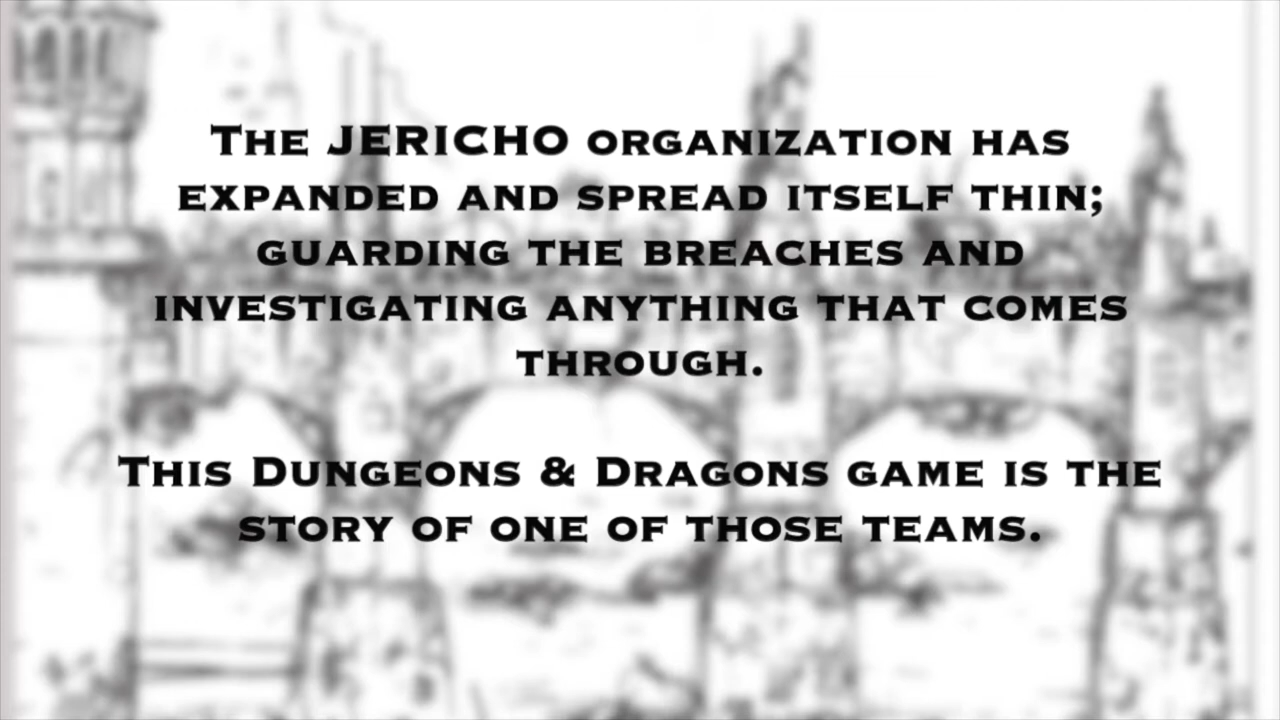 The JERICHO organization has
expanded and spread itself thin;
guarding the breaches and
investigating anything that comes
through.
This Dungeons & Dragons game is the
story of one of those teams.